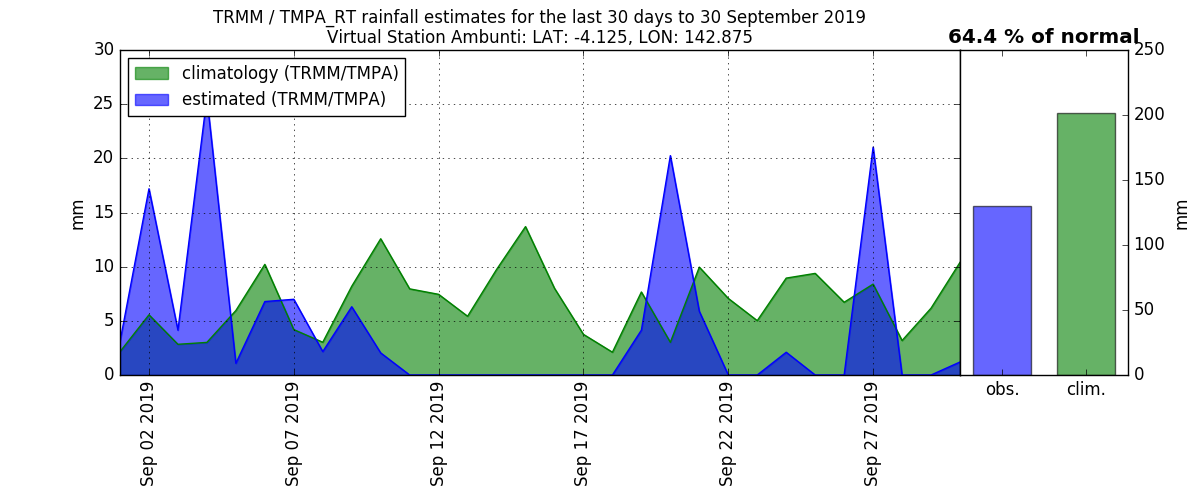 TRMM / TMPA_RT rainfall estimates for the last 30 days to 30 September 2019
Virtual Station Ambunti: LAT: -4.125, LON: 142.875
64.4 % of normal
climatology (TRMM/TMPA)
estimated (TRMM/TMPA)
30
25
20
15
10
5
0
mm
Sep 02 2019
Sep 07 2019
Sep 12 2019
Sep 17 2019
Sep 22 2019
Sep 27 2019
250
200
150
100
50
0
mm
obs.
clim.